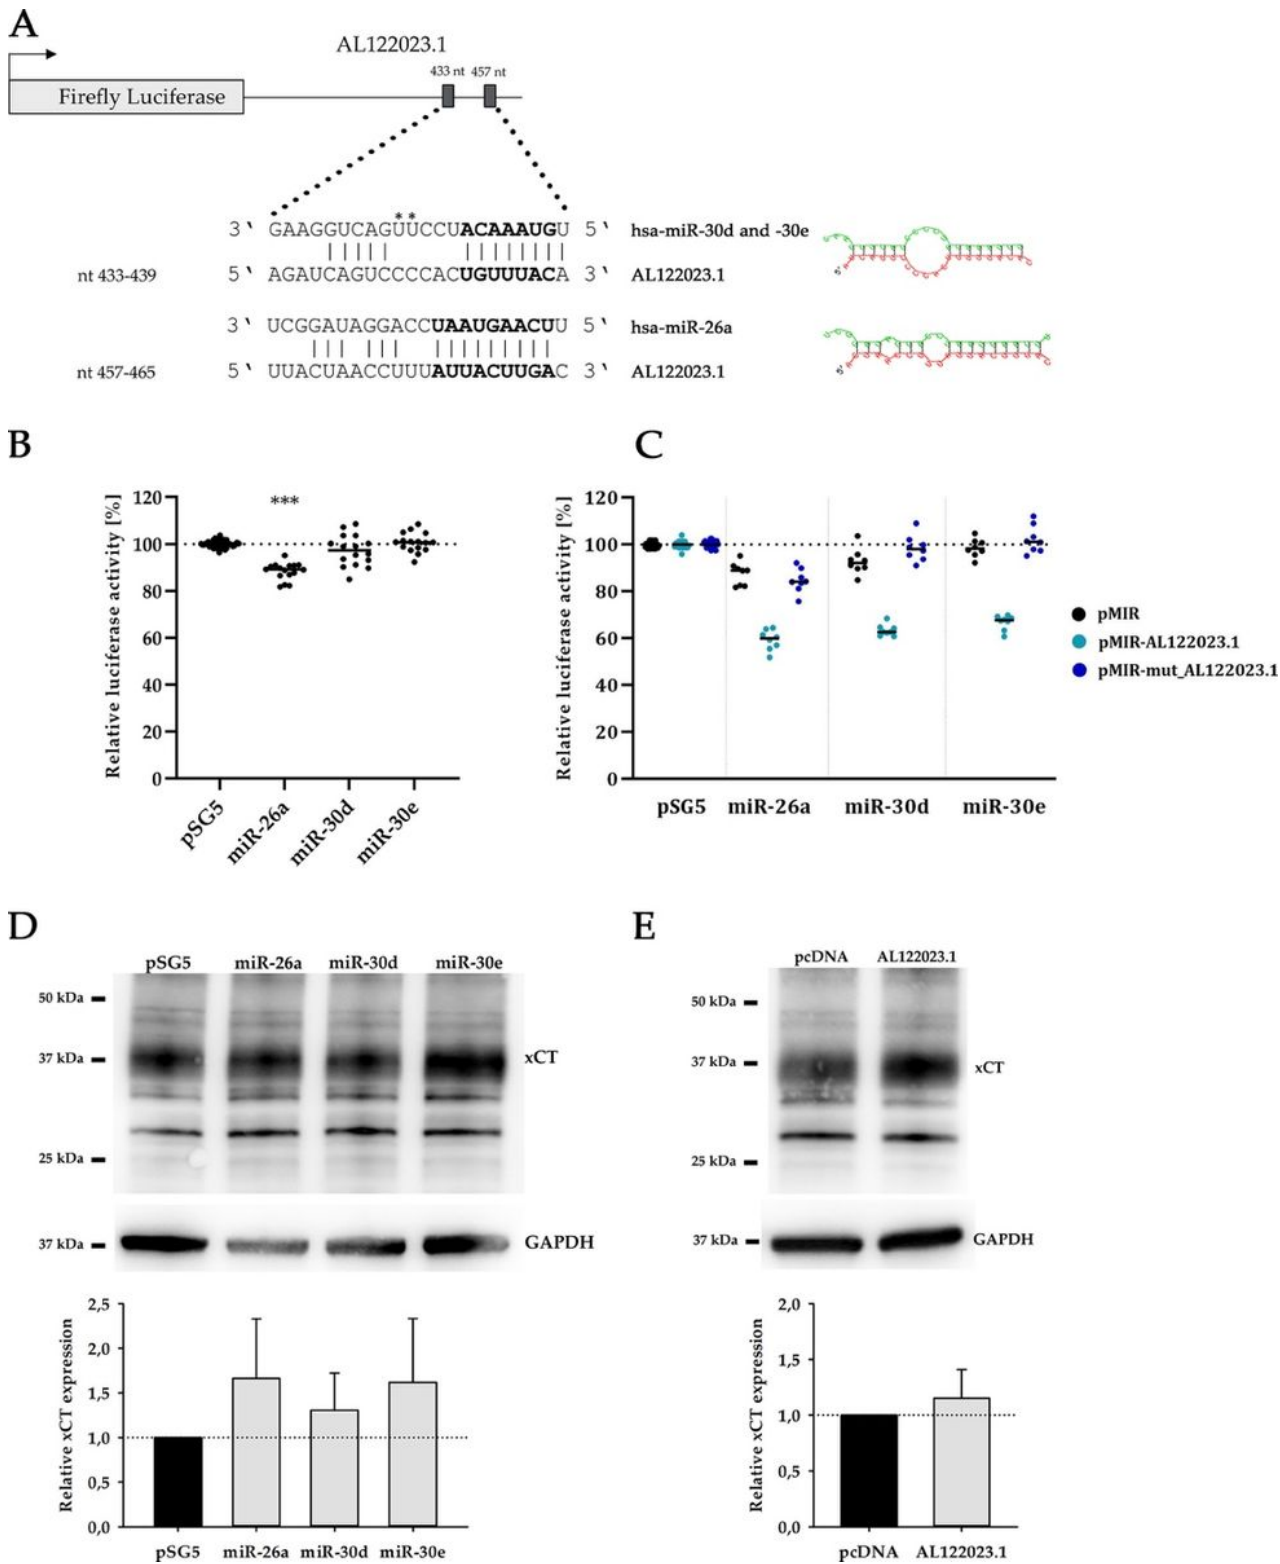 A
AL122023.1
433 nt 457 nt
Firefly Luciferase
**
3‘ GAAGGUCAGUUCCUACAAAUGU 5‘ hsa-miR-30d and -30e
nt 433-439 5‘ AGAUCAGUCCCCACUGUUUACA 3‘ AL122023.1
3‘ UCGGAUAGGACCUAAUGAACUU 5‘ hsa-miR-26a
nt 457-465 5‘ UUACUAACCUUUAUUACUUGAC 3‘ AL122023.1
B
Relative luciferase activity [%]
120
100
80
60
40
20
0
***
pSG5 miR-26a miR-30d miR-30e
C
Relative luciferase activity [%]
120
100
80
60
40
20
0
pSG5 miR-26a miR-30d miR-30e
pMIR
pMIR-AL122023.1
pMIR-mut_AL122023.1
D
pSG5 miR-26a miR-30d miR-30e
50 kDa
37 kDa
xCT
25 kDa
37 kDa
GAPDH
Relative xCT expression
2,5
2,0
1,5
1,0
0,5
0,0
pSG5 miR-26a miR-30d miR-30e
E
pcDNA AL122023.1
50 kDa
37 kDa
xCT
25 kDa
37 kDa
GAPDH
Relative xCT expression
2,0
1,5
1,0
0,5
0,0
pcDNA AL122023.1